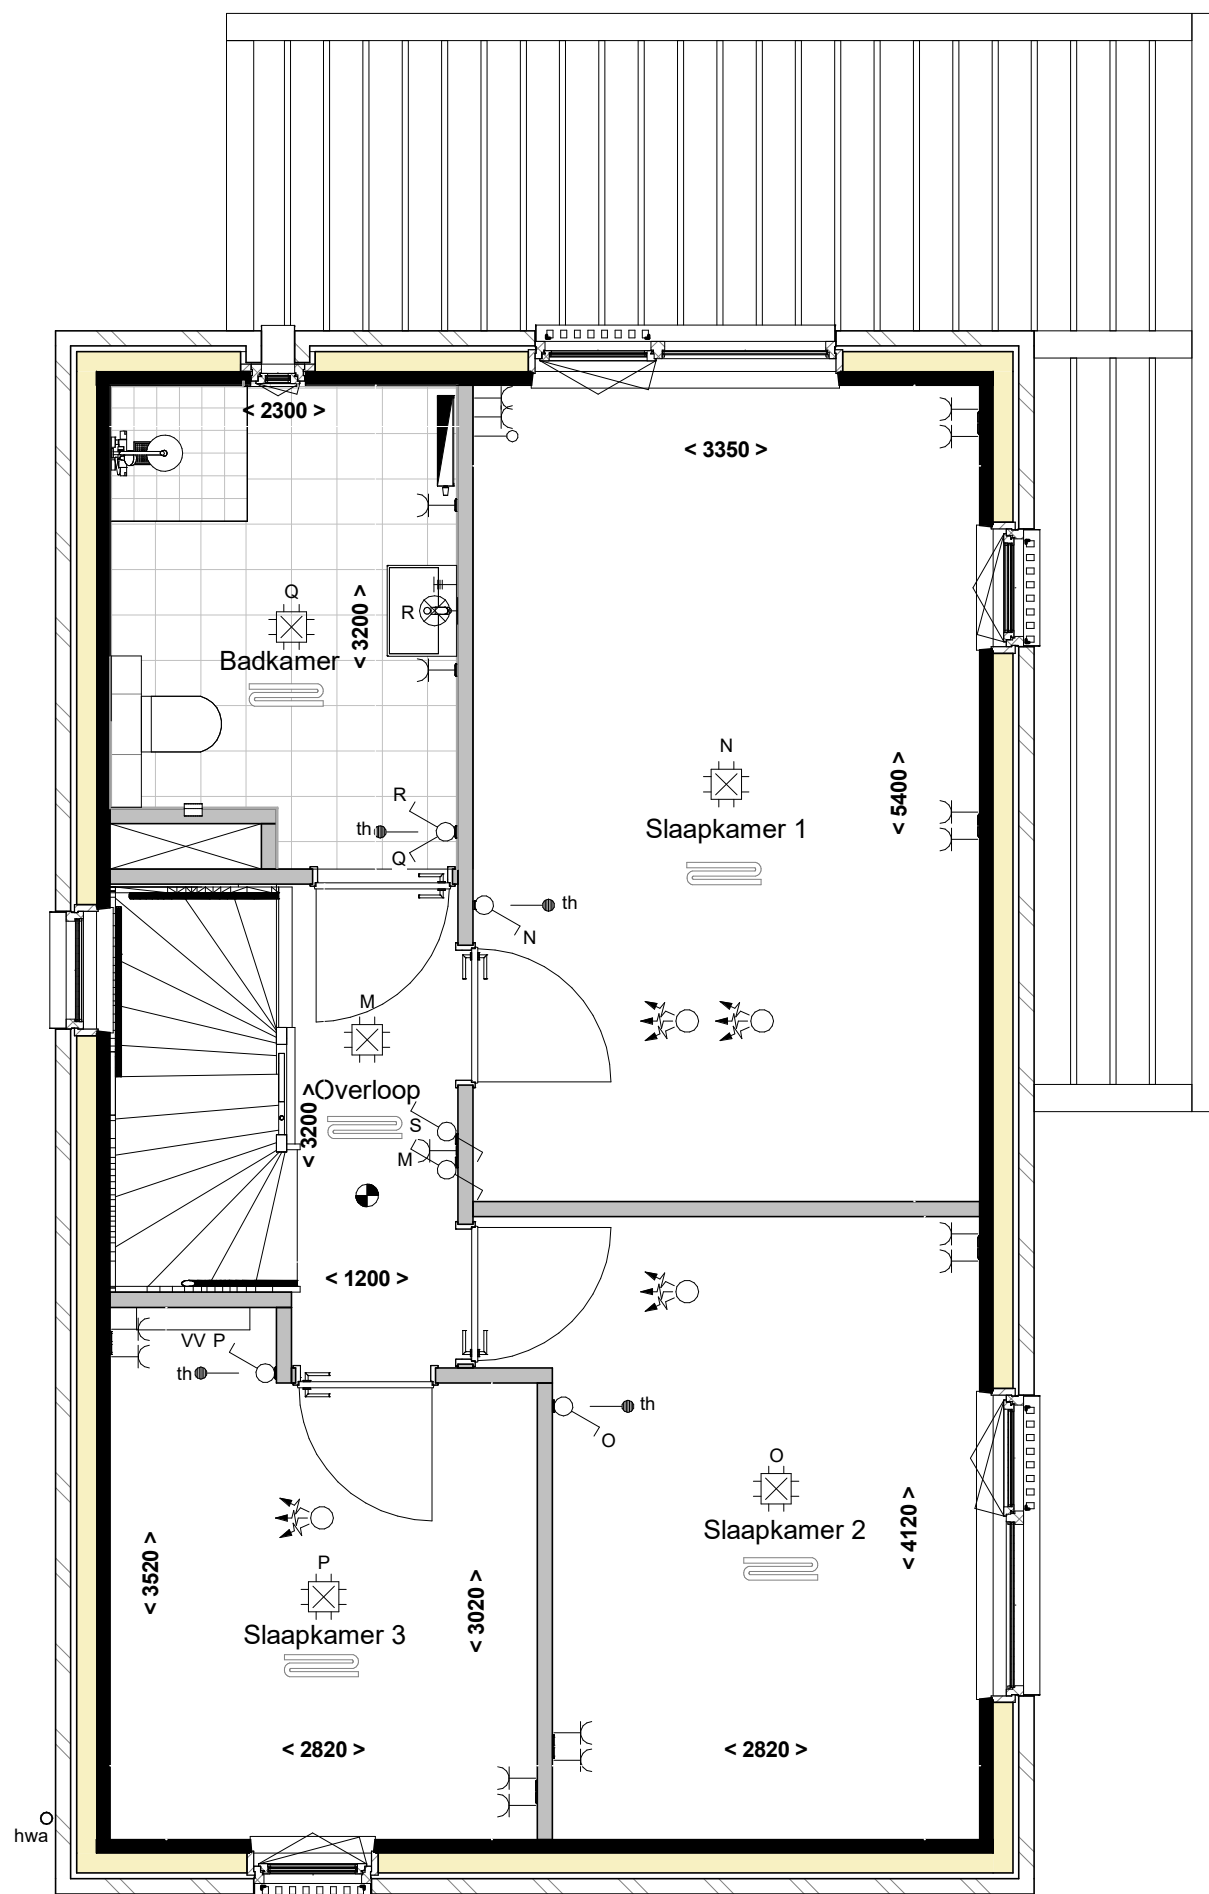 < 2300 >
< 3350 >
Q
< 3200 >
R
Badkamer
N
< 5400 >
R
Slaapkamer 1
th
Q
th
N
M
Overloop
< 3200 >
S
M
< 1200 >
VV P
th
th
O
O
< 3520 >
Slaapkamer 2
< 4120 >
P
< 3020 >
Slaapkamer 3
< 2820 >
< 2820 >
hwa